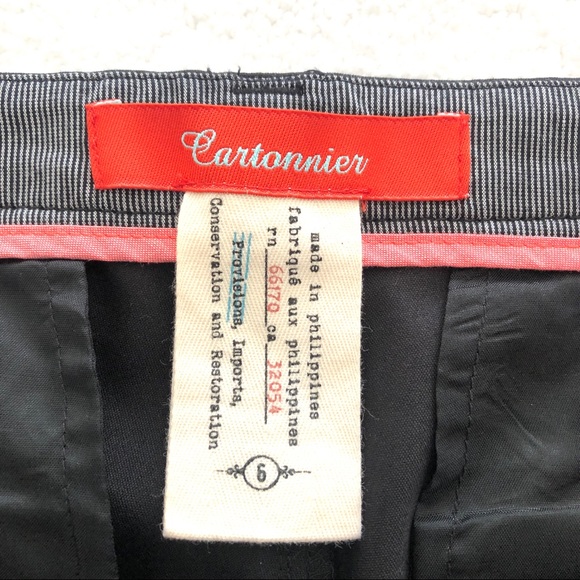 Cartonnier
made in philippines
fabriqué aux philippines
rn 66170 ca 32054
Provisions, Imports,
Conservation and Restoration
6